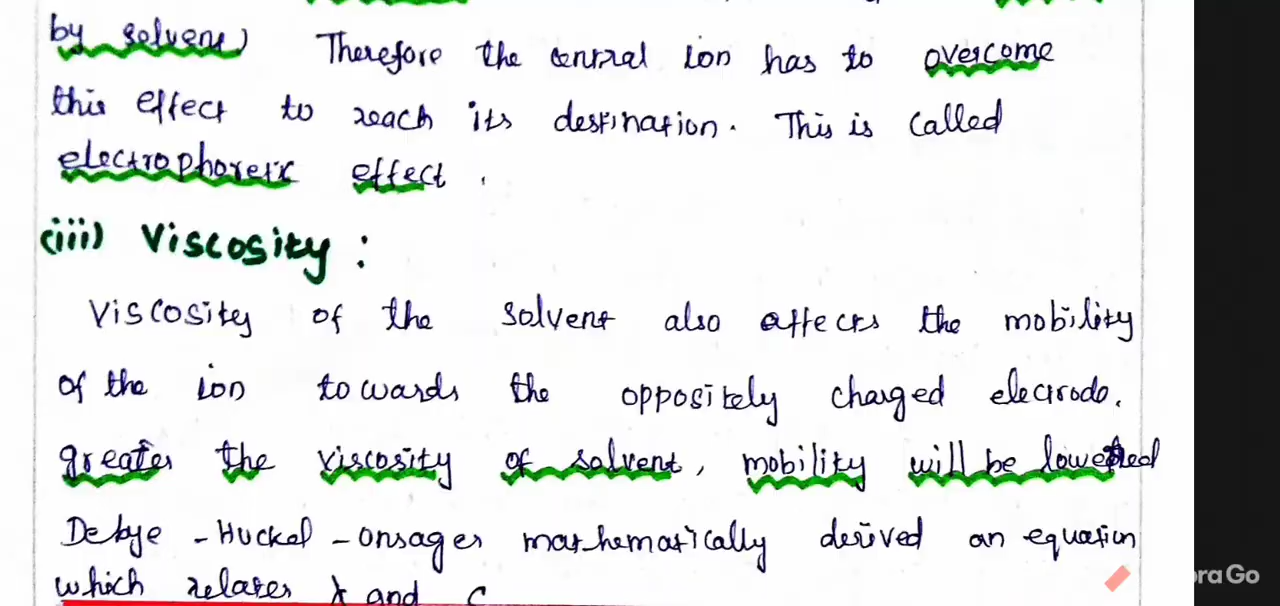 by solvent) Therefore the central ion has to overcome
this effect to reach its destination. This is called
electrophoretic effect.
(iii) Viscosity:
Viscosity of the solvent also affects the mobility
of the ion towards the oppositely charged electrode.
greater the viscosity of solvent, mobility will be lowered
Debye - Huckel - onsager mathematically derived an equation
which relates λ and C
ra Go